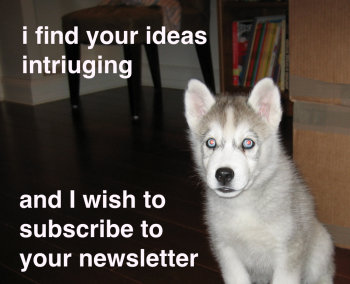 i find your ideas
intriuging
and I wish to
subscribe to
your newsletter